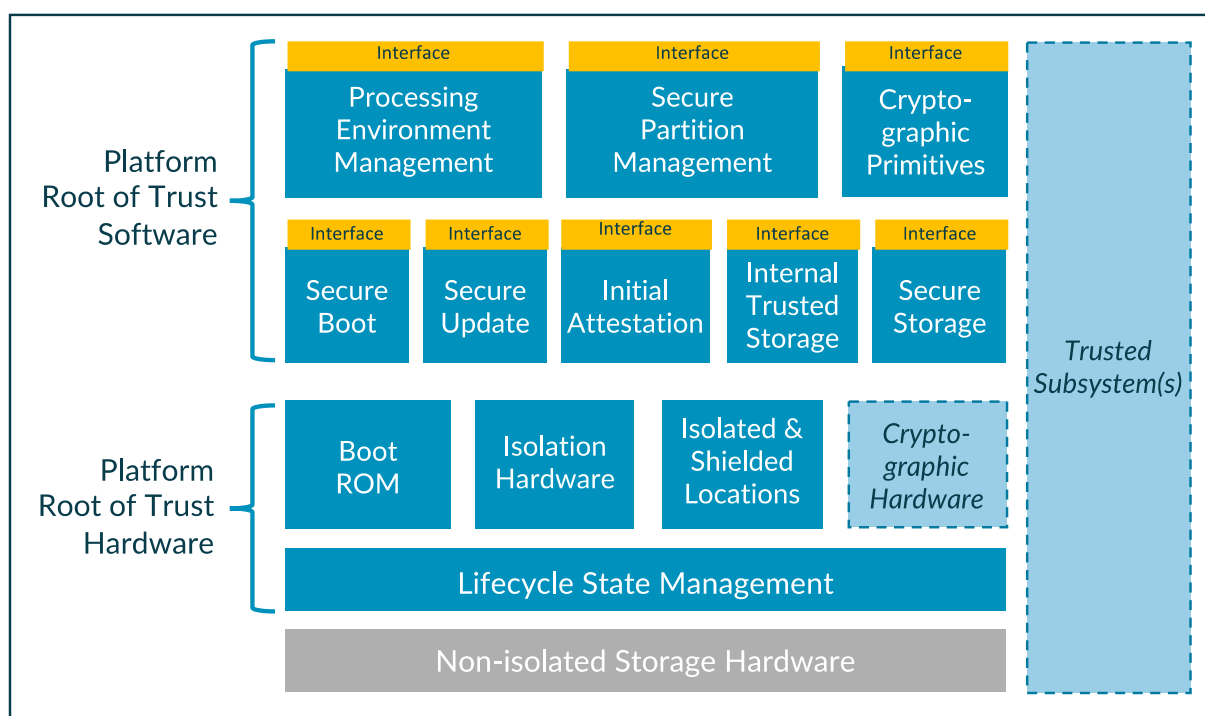 Platform
Root of Trust
Software
Interface
Processing
Environment
Management
Interface
Secure
Partition
Management
Interface
Crypto-
graphic
Primitives
Interface
Secure
Boot
Interface
Secure
Update
Interface
Initial
Attestation
Interface
Internal
Trusted
Storage
Interface
Secure
Storage
Trusted
Subsystem(s)
Platform
Root of Trust
Hardware
Boot
ROM
Isolation
Hardware
Isolated &
Shielded
Locations
Crypto-
graphic
Hardware
Lifecycle State Management
Non-isolated Storage Hardware